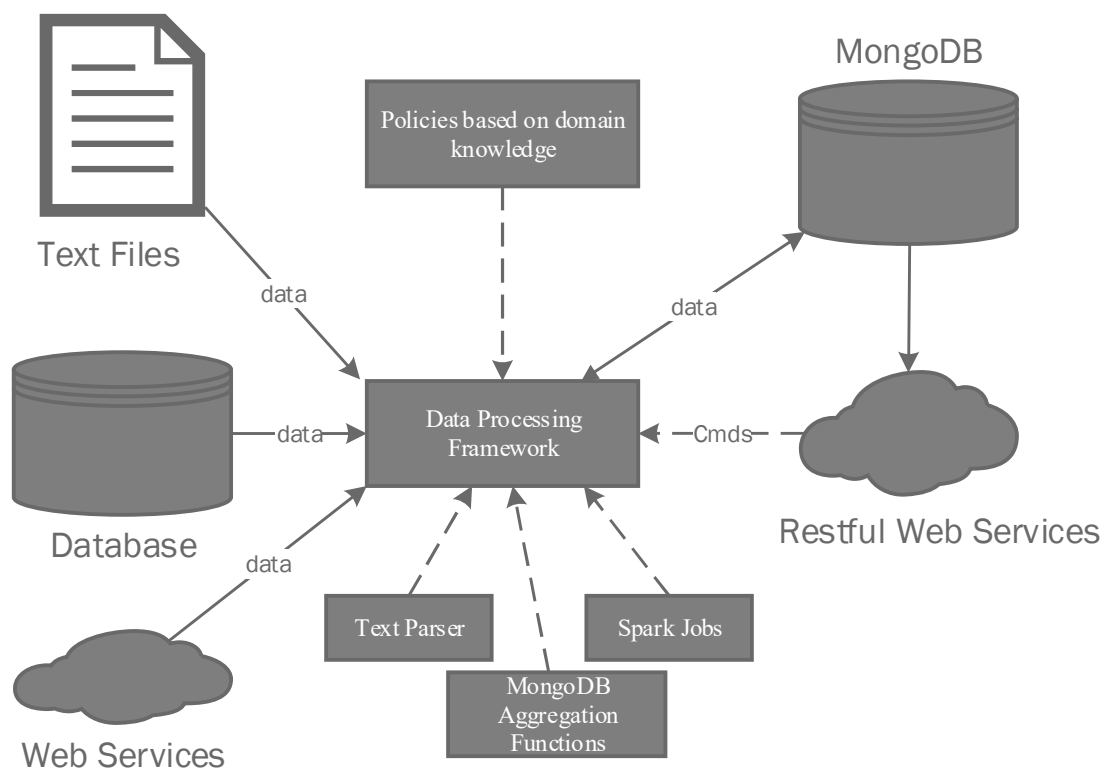 MongoDB
Policies based on domain
knowledge
Text Files
data
data
Data Processing
Framework
data
Cmds
Database
Restful Web Services
data
Text Parser
Spark Jobs
MongoDB
Aggregation
Functions
Web Services